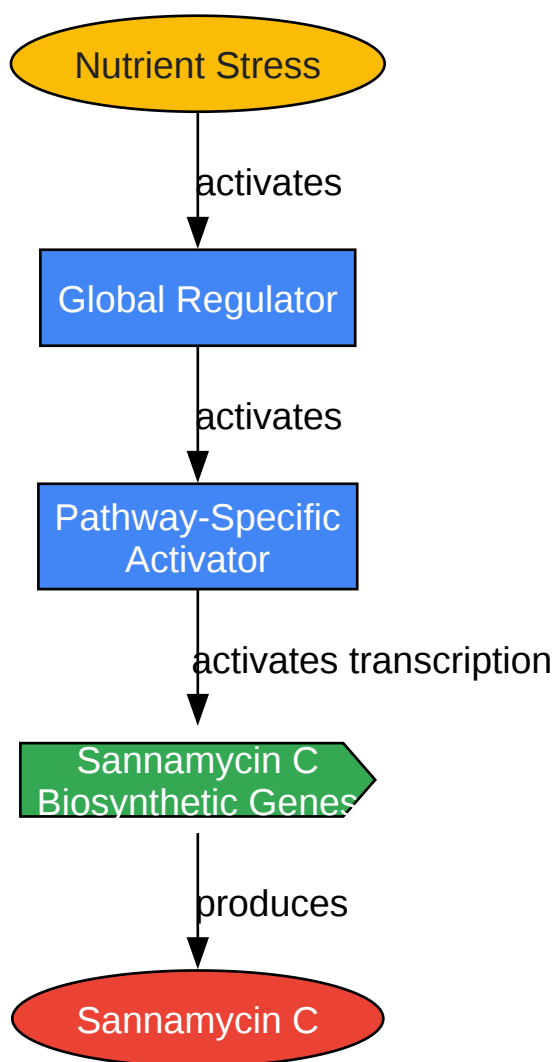 Nutrient Stress
activates
Global Regulator
activates
Pathway-Specific
Activator
activates transcription
Sannamycin C
Biosynthetic Genes
produces
Sannamycin C